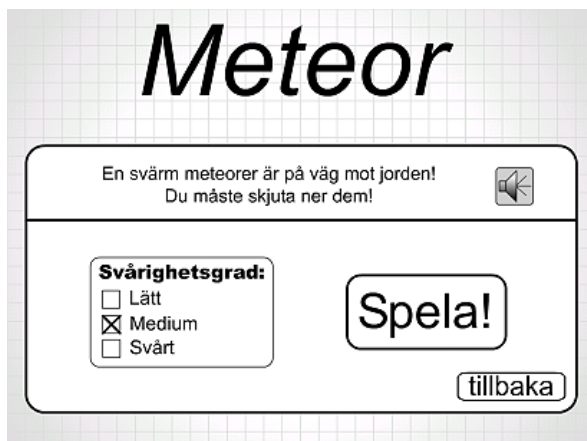 Meteor
En svärm meteorer är på väg mot jorden!
Du måste skjuta ner dem!
Svårighetsgrad:
Lätt
Medium
Svårt
Spela!
tillbaka